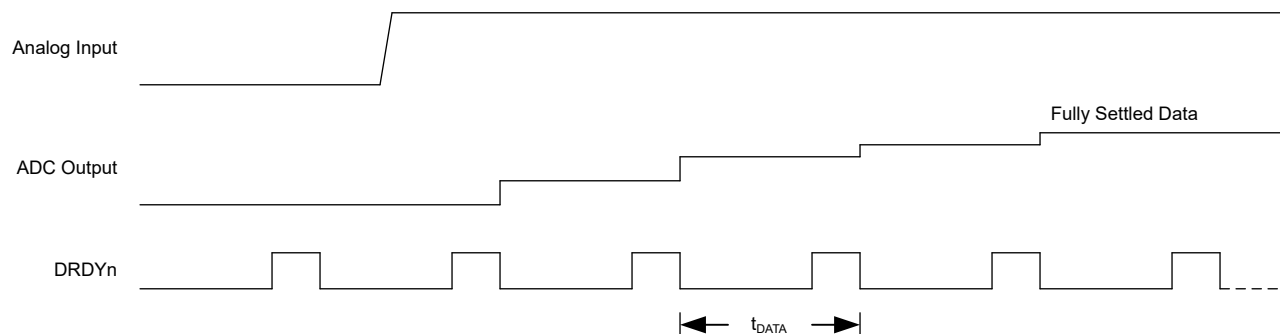 Analog Input
Fully Settled Data
ADC Output
DRDYn
tDATA